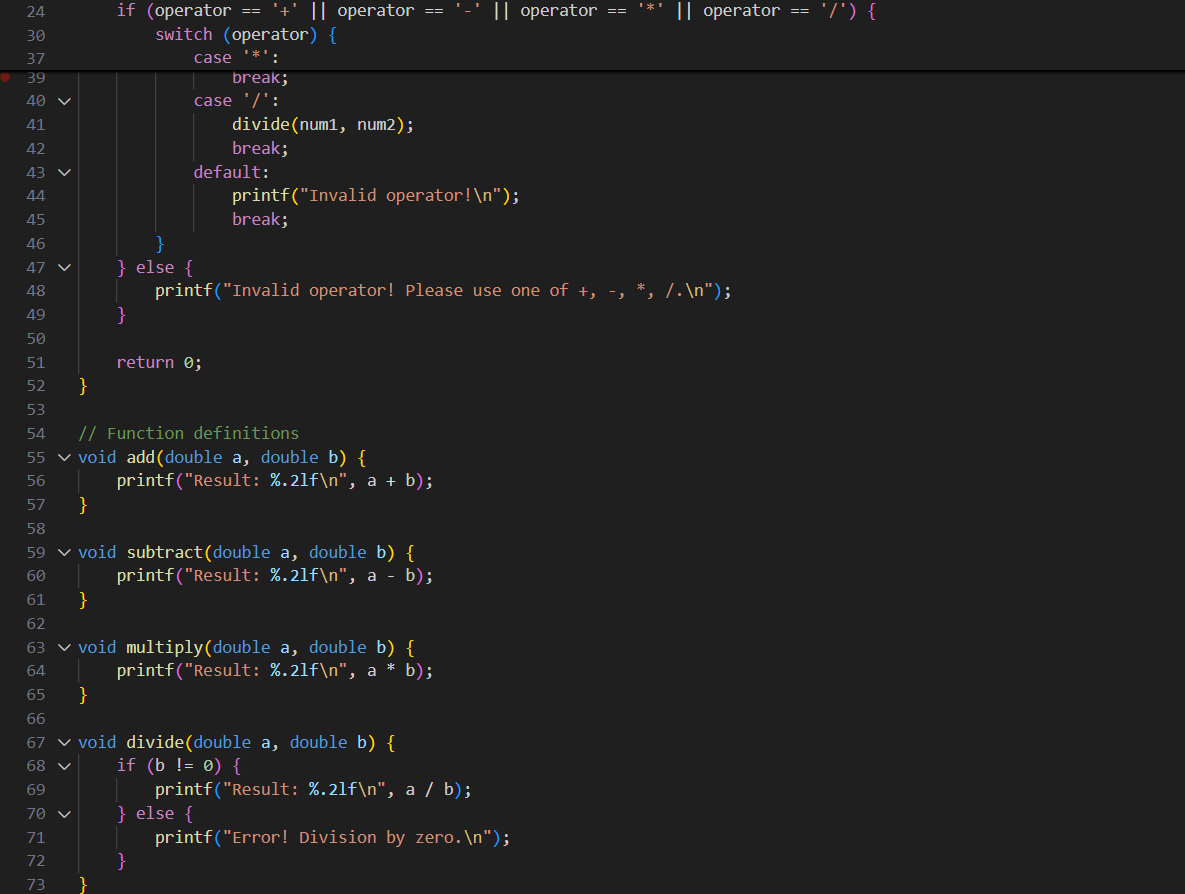 24 if (operator == '+' || operator == '-' || operator == '*' || operator == '/') {
30 switch (operator) {
37 case '*':
39 break;
40 case '/':
41 divide(num1, num2);
42 break;
43 default:
44 printf("Invalid operator!\n");
45 break;
46 }
47 } else {
48 printf("Invalid operator! Please use one of +, -, *, /.\n");
49 }
50
51 return 0;
52 }
53
54 // Function definitions
55 void add(double a, double b) {
56 printf("Result: %.2lf\n", a + b);
57 }
58
59 void subtract(double a, double b) {
60 printf("Result: %.2lf\n", a - b);
61 }
62
63 void multiply(double a, double b) {
64 printf("Result: %.2lf\n", a * b);
65 }
66
67 void divide(double a, double b) {
68 if (b != 0) {
69 printf("Result: %.2lf\n", a / b);
70 } else {
71 printf("Error! Division by zero.\n");
72 }
73 }